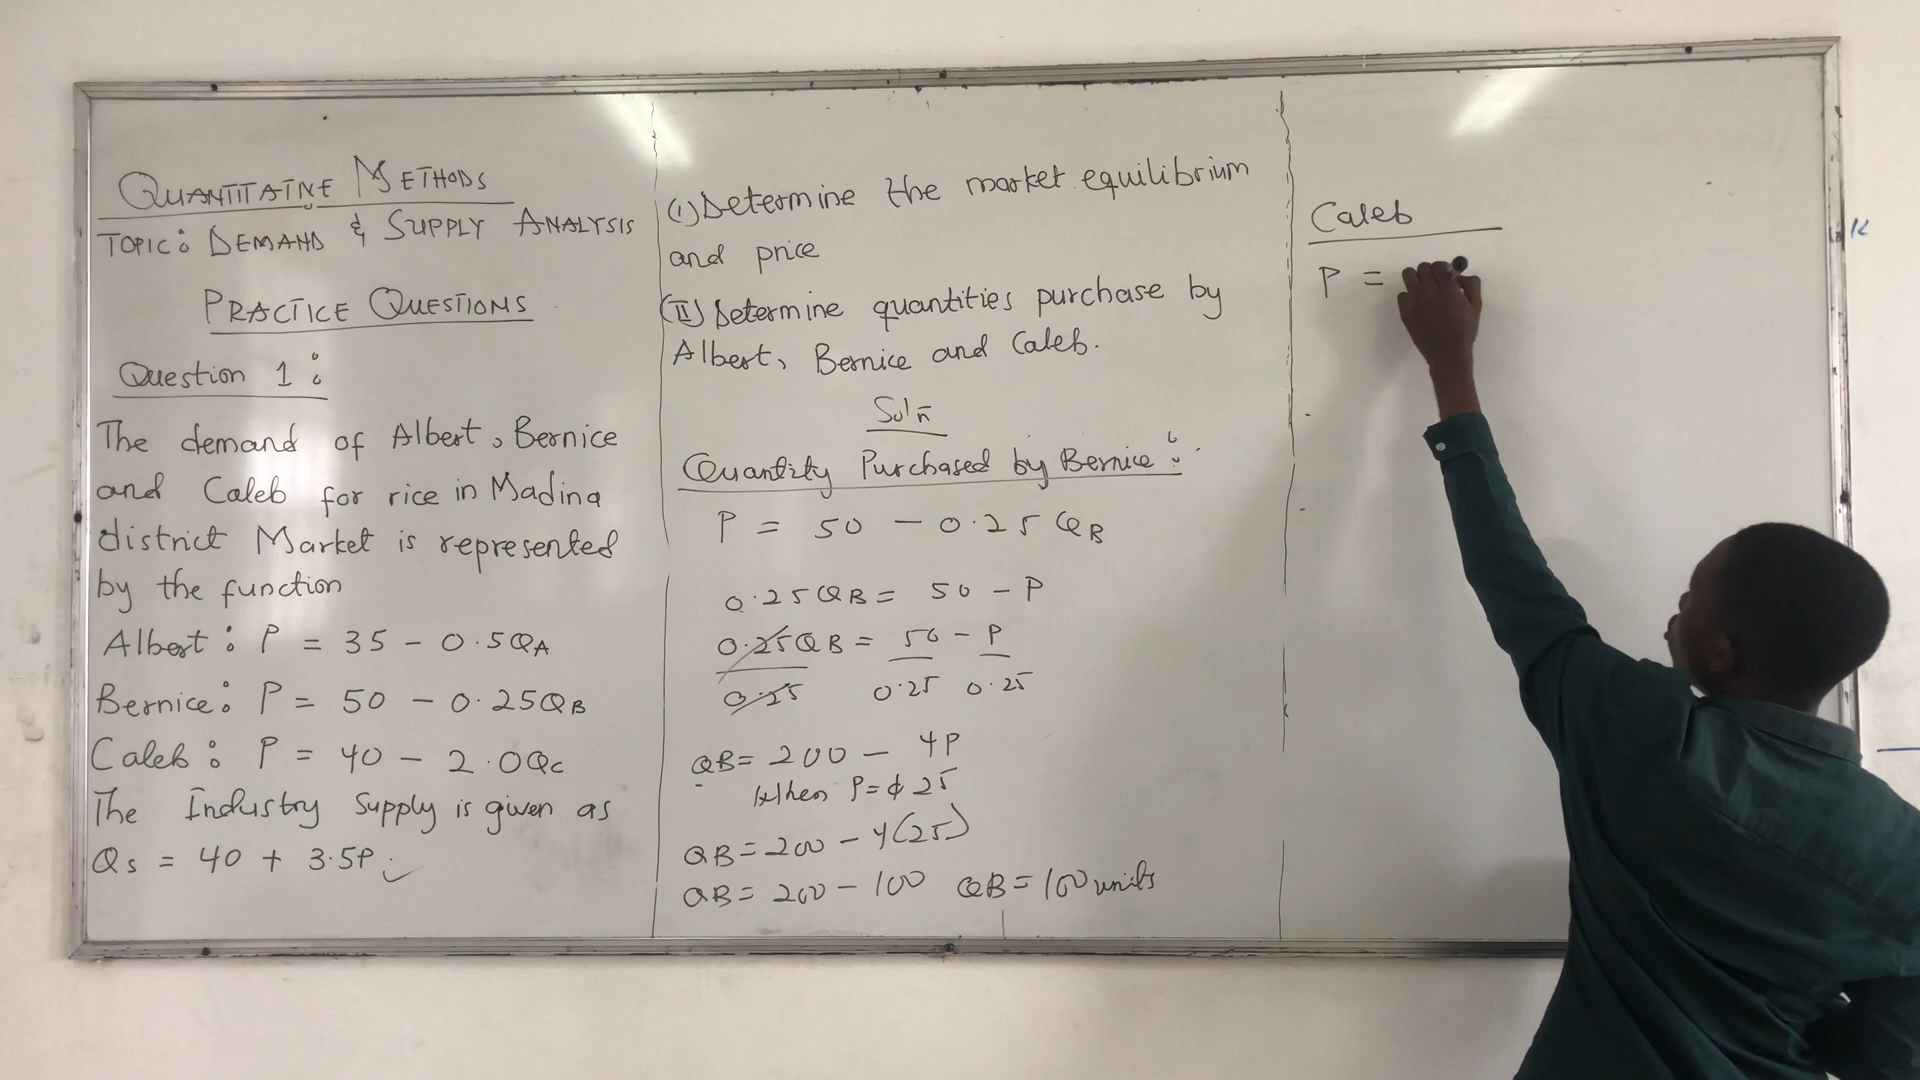 QUANTITATIVE METHODS
TOPIC: DEMAND & SUPPLY ANALYSIS
PRACTICE QUESTIONS
Question 1:
The demand of Albert, Bernice
and Caleb for rice in Madina
district Market is represented
by the function
Albert: P = 35 - 0.5QA
Bernice: P = 50 - 0.25QB
Caleb: P = 40 - 2.0Qc
The Industry Supply is given as
Qs = 40 + 3.5P.
(I) Determine the market equilibrium
and price
(II) Determine quantities purchase by
Albert, Bernice and Caleb.
Soln
Quantity Purchased by Bernice:
P = 50 - 0.25QB
0.25QB = 50 - P
0.25QB = 50 - P
0.25 0.25 0.25
QB = 200 - 4P
When P = ¢25
QB = 200 - 4(25)
QB = 200 - 100 QB = 100 units
Caleb
P =